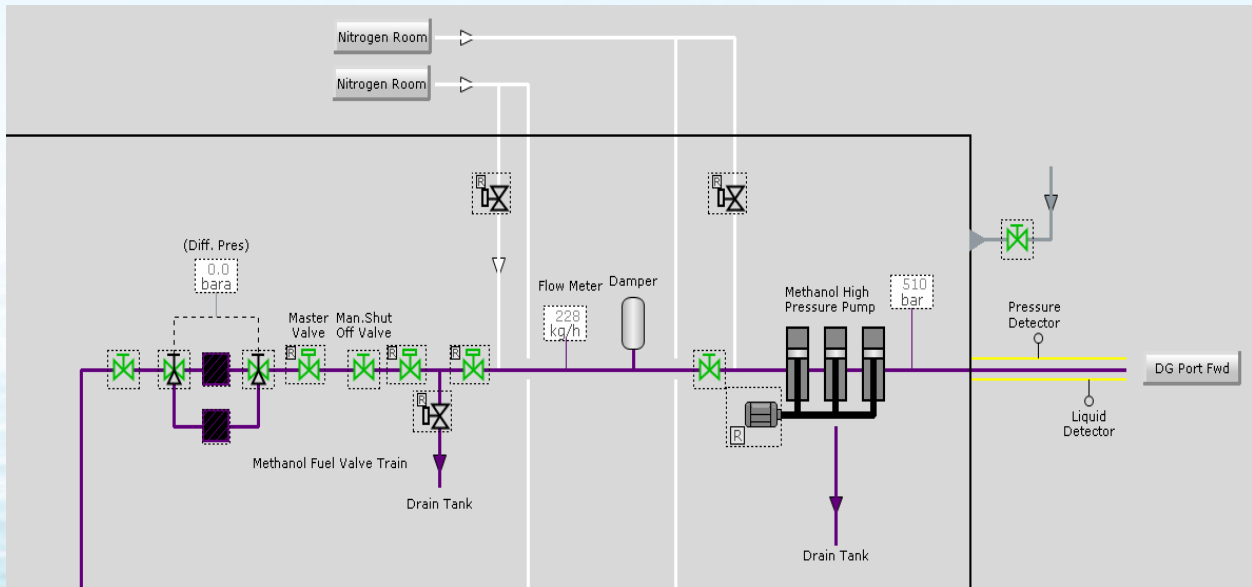 Nitrogen Room
Nitrogen Room
R
R
(Diff. Pres)
0.0
bara
Master
Valve
Man.Shut
Off Valve
Flow Meter
228
kg/h
Damper
Methanol High
Pressure Pump
510
bar
Pressure
Detector
R
R
R
R
DG Port Fwd
Liquid
Detector
R
Methanol Fuel Valve Train
Drain Tank
Drain Tank